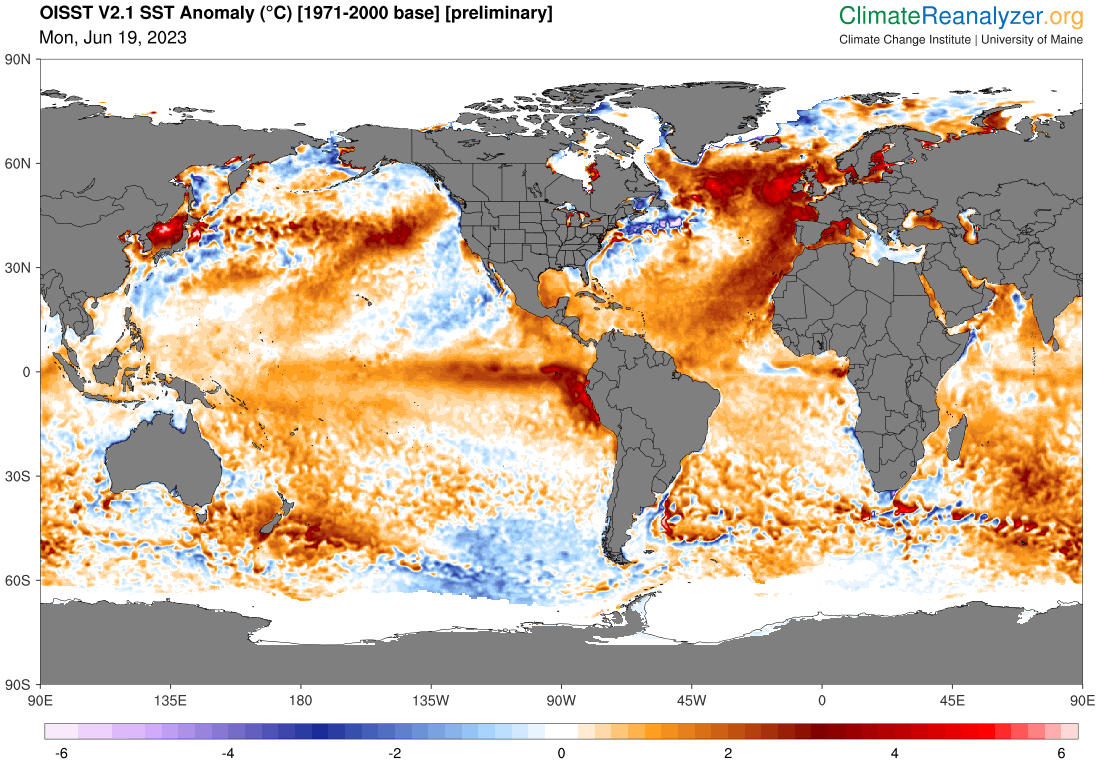 OISST V2.1 SST Anomaly (°C) [1971-2000 base] [preliminary]
Mon, Jun 19, 2023
ClimateReanalyzer.org
Climate Change Institute | University of Maine
90N
60N
30N
0
30S
60S
90S
90E 135E 180 135W 90W 45W 0 45E 90E
-6 -4 -2 0 2 4 6